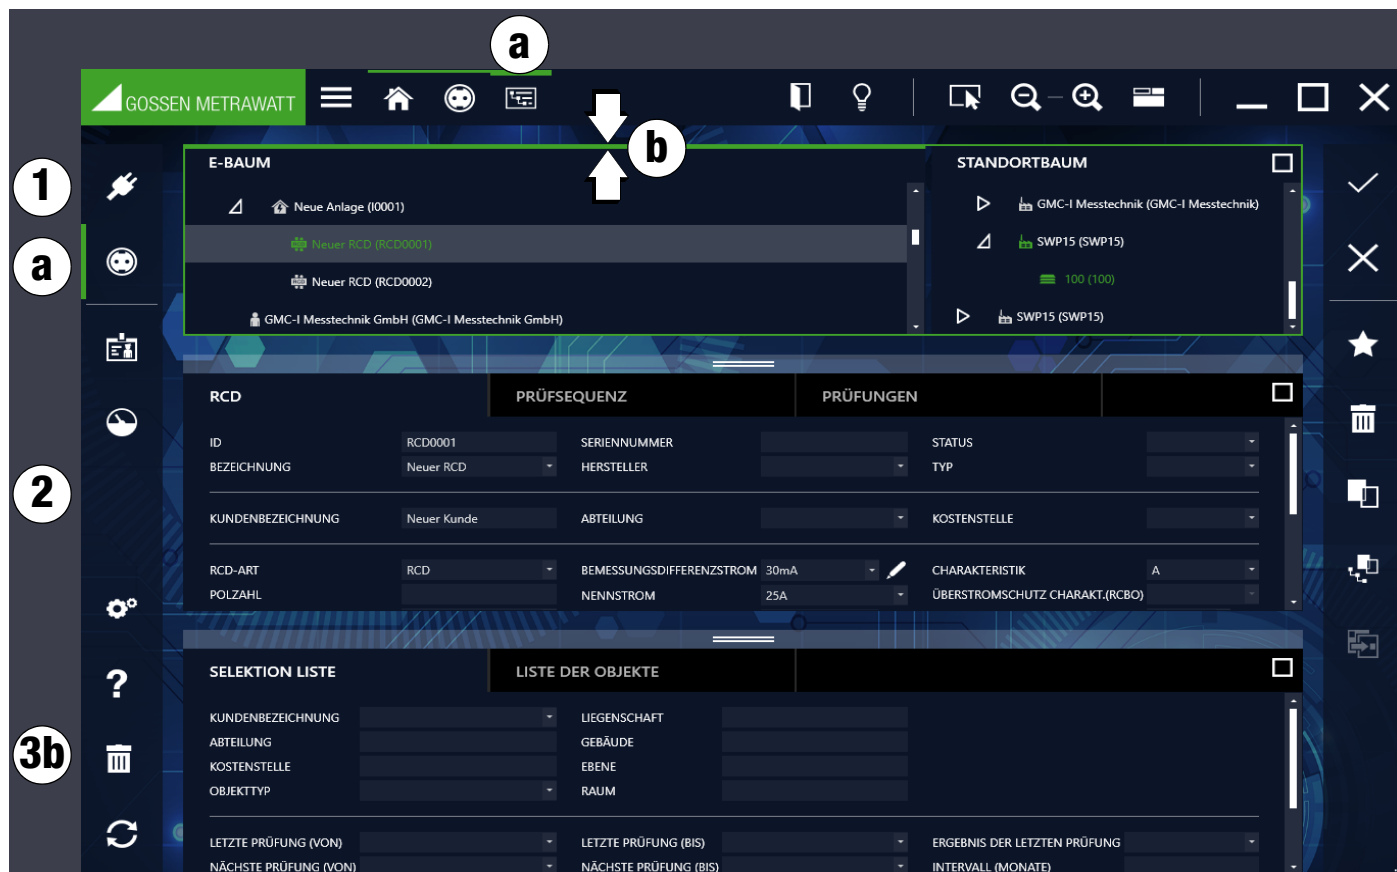 a
GOSSEN METRAWATT
b
1
E-BAUM
STANDORTBAUM
Neue Anlage (I0001)
GMC-I Messtechnik (GMC-I Messtechnik)
Neuer RCD (RCD0001)
SWP15 (SWP15)
a
Neuer RCD (RCD0002)
100 (100)
GMC-I Messtechnik GmbH (GMC-I Messtechnik GmbH)
SWP15 (SWP15)
RCD PRÜFSEQUENZ PRÜFUNGEN
ID RCD0001 SERIENNUMMER STATUS
BEZEICHNUNG Neuer RCD HERSTELLER TYP
2
KUNDENBEZEICHNUNG Neuer Kunde ABTEILUNG KOSTENSTELLE
RCD-ART RCD BEMESSUNGSDIFFERENZSTROM 30mA CHARAKTERISTIK A
POLZAHL NENNSTROM 25A ÜBERSTROMSCHUTZ CHARAKT.(RCBO)
SELEKTION LISTE LISTE DER OBJEKTE
?
KUNDENBEZEICHNUNG LIEGENSCHAFT
ABTEILUNG GEBÄUDE
3b
KOSTENSTELLE EBENE
OBJEKTTYP RAUM
LETZTE PRÜFUNG (VON) LETZTE PRÜFUNG (BIS) ERGEBNIS DER LETZTEN PRÜFUNG
NÄCHSTE PRÜFUNG (VON) NÄCHSTE PRÜFUNG (BIS) INTERVALL (MONATE)